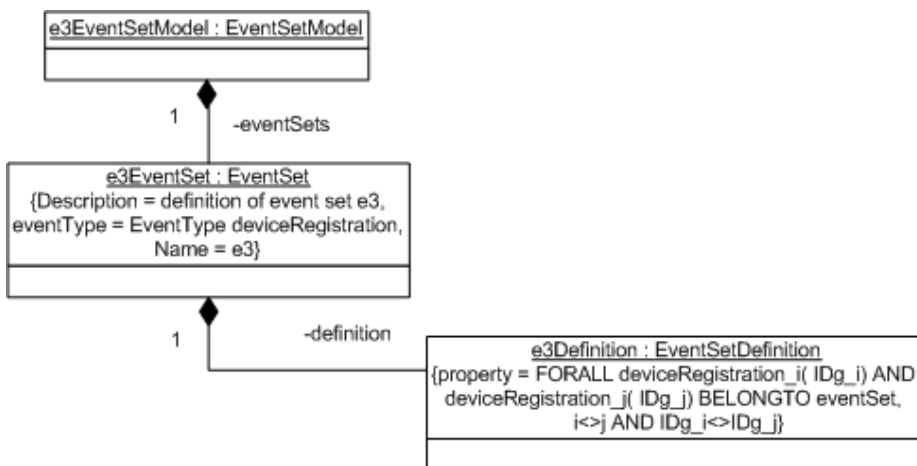 e3EventSetModel : EventSetModel
1
-eventSets
e3EventSet : EventSet
{Description = definition of event set e3,
eventType = EventType deviceRegistration,
Name = e3}
1
-definition
e3Definition : EventSetDefinition
{property = FORALL deviceRegistration_i( IDg_i) AND
deviceRegistration_j( IDg_j) BELONGTO eventSet,
i<>j AND IDg_i<>IDg_j}